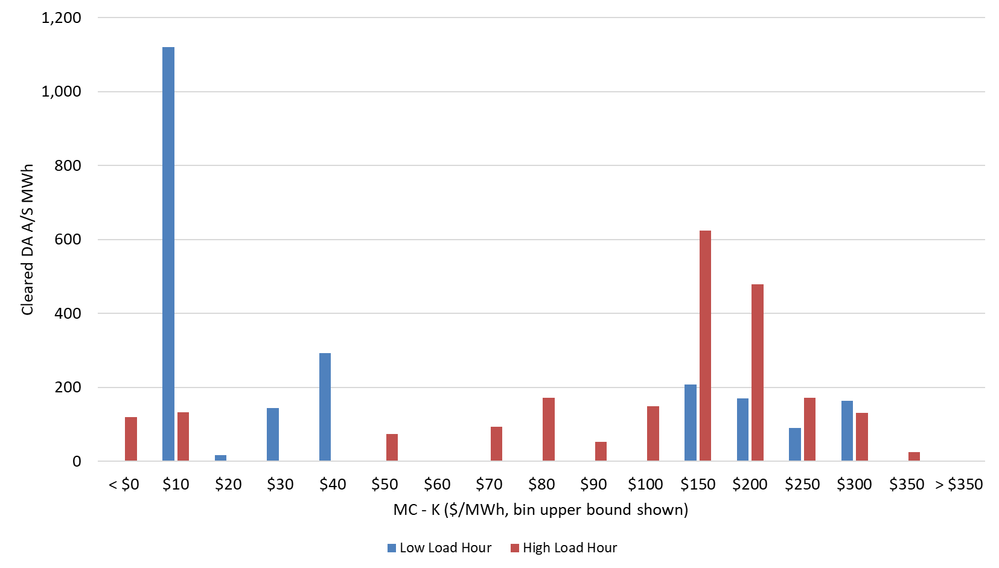 1,200
1,000
800
600
400
200
0
Cleared DA A/S MWh
< $0 $10 $20 $30 $40 $50 $60 $70 $80 $90 $100 $150 $200 $250 $300 $350 > $350
MC - K ($/MWh, bin upper bound shown)
Low Load Hour High Load Hour